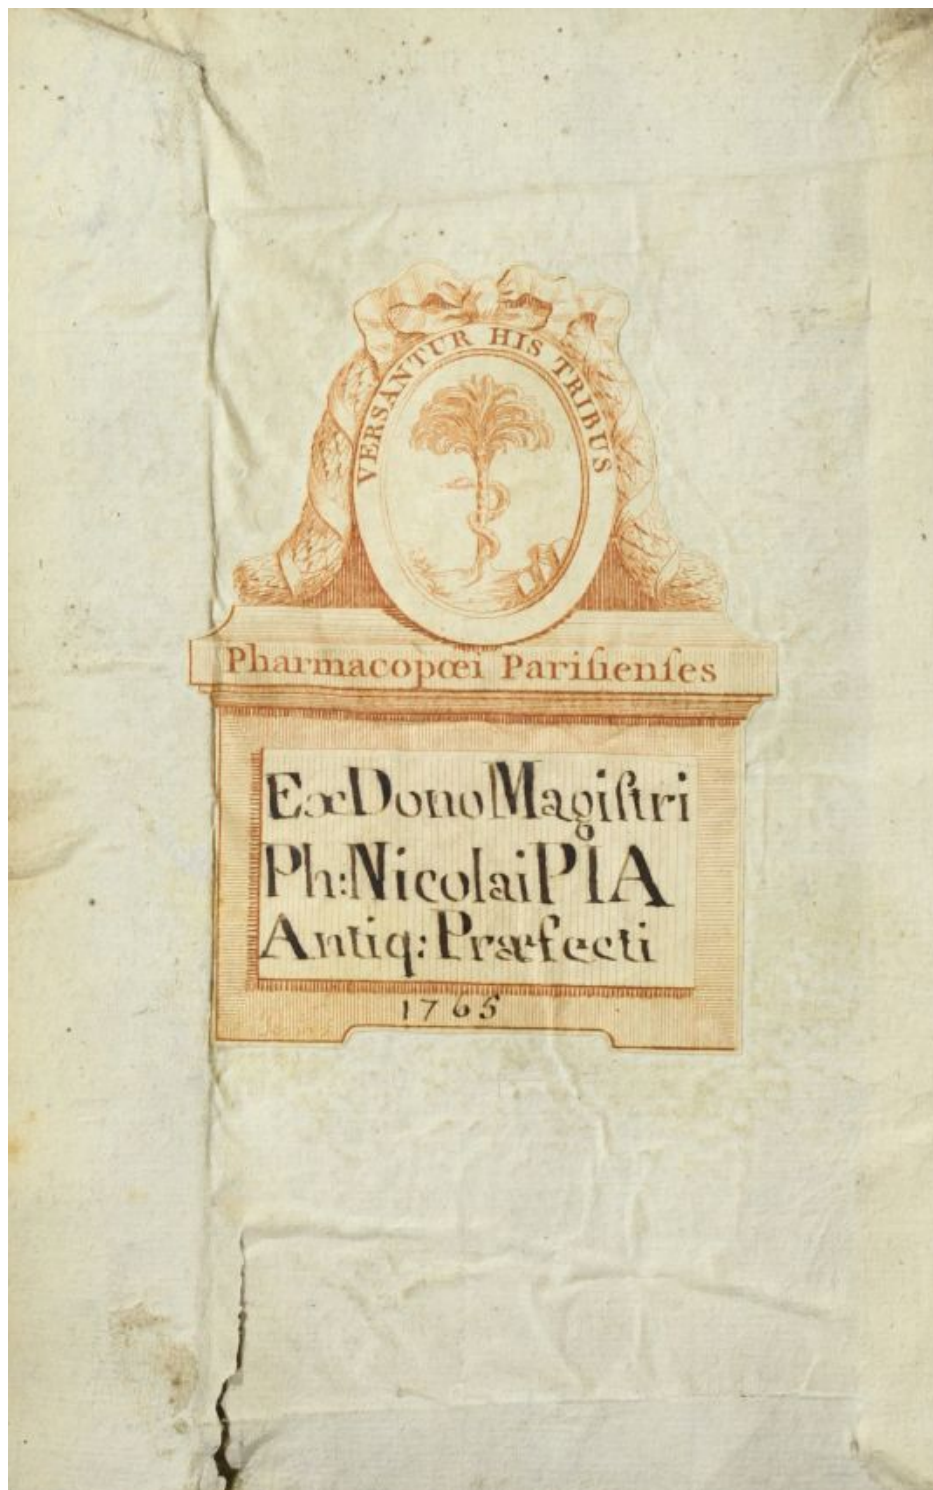 VERSANTUR HIS TRIBUS
Pharmacopœi Pariſienſes
Ex Dono Magiſtri
Ph: Nicolai PIA
Antiq: Præfecti
1765